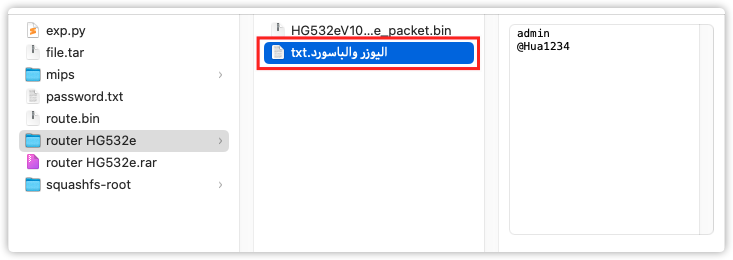 exp.py
file.tar
mips
password.txt
route.bin
router HG532e
router HG532e.rar
squashfs-root
HG532eV10...e_packet.bin
اليوزر والباسورد.txt
admin
@Hua1234